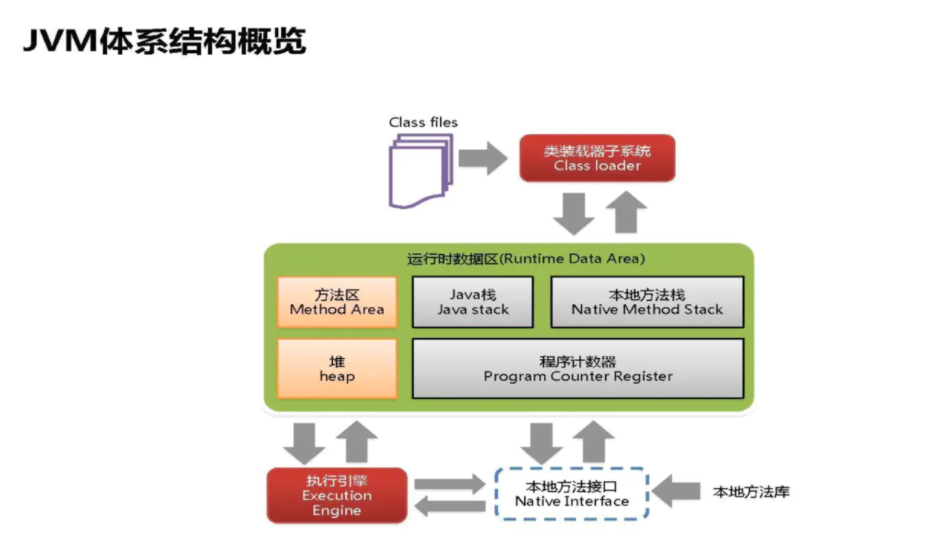 JVM体系结构概览
Class files
类装载器子系统
Class loader
运行时数据区(Runtime Data Area)
方法区
Method Area
Java栈
Java stack
本地方法栈
Native Method Stack
堆
heap
程序计数器
Program Counter Register
执行引擎
Execution
Engine
本地方法接口
Native Interface
本地方法库